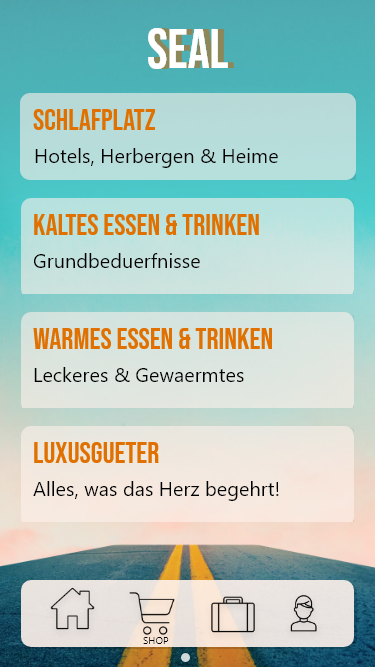 SEAL
SCHLAFPLATZ
Hotels, Herbergen & Heime
KALTES ESSEN & TRINKEN
Grundbeduerfnisse
WARMES ESSEN & TRINKEN
Leckeres & Gewaermtes
LUXUSGUETER
Alles, was das Herz begehrt!
SHOP